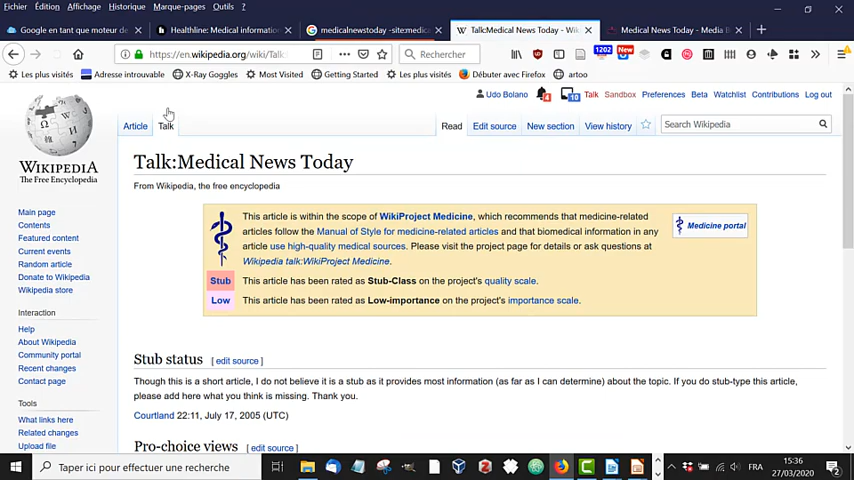 Fichier Édition Affichage Historique Marque-pages Outils ?
Google en tant que moteur de
Healthline: Medical information
medicalnewstoday -site:medice
Talk:Medical News Today - Wi
Medical News Today - Media B
https://en.wikipedia.org/wiki/Talk:
Rechercher
1202
New
Les plus visités
Adresse introuvable
X-Ray Goggles
Most Visited
Getting Started
Les plus visités
Débuter avec Firefox
artoo
Udo Bolano
4
10
Talk
Sandbox
Preferences
Beta
Watchlist
Contributions
Log out
Article
Talk
Read
Edit source
New section
View history
Search Wikipedia
WIKIPEDIA
The Free Encyclopedia
Main page
Contents
Featured content
Current events
Random article
Donate to Wikipedia
Wikipedia store
Interaction
Help
About Wikipedia
Community portal
Recent changes
Contact page
Tools
What links here
Related changes
Upload file
Talk:Medical News Today
From Wikipedia, the free encyclopedia
This article is within the scope of WikiProject Medicine, which recommends that medicine-related
articles follow the Manual of Style for medicine-related articles and that biomedical information in any
article use high-quality medical sources. Please visit the project page for details or ask questions at
Wikipedia talk:WikiProject Medicine.
Medicine portal
Stub This article has been rated as Stub-Class on the project's quality scale.
Low This article has been rated as Low-importance on the project's importance scale.
Stub status [ edit source ]
Though this is a short article, I do not believe it is a stub as it provides most information (as far as I can determine) about the topic. If you do stub-type this article,
please add here what you think is missing. Thank you.
Courtland 22:11, July 17, 2005 (UTC)
Pro-choice views [ edit source ]
Taper ici pour effectuer une recherche
FRA
15:36
27/03/2020
2